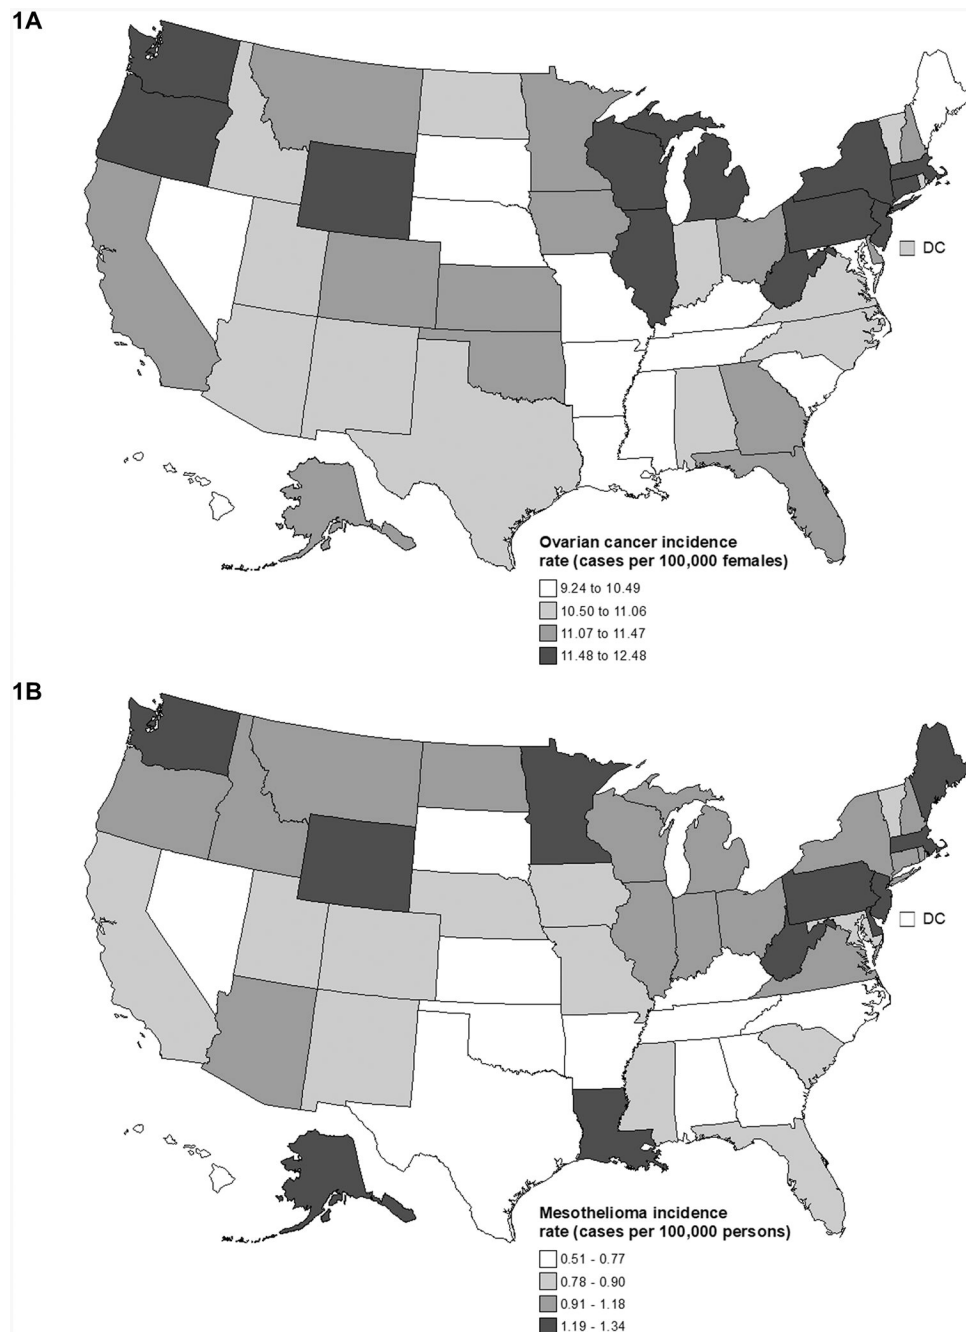 1A
DC
Ovarian cancer incidence
rate (cases per 100,000 females)
9.24 to 10.49
10.50 to 11.06
11.07 to 11.47
11.48 to 12.48
1B
DC
Mesothelioma incidence
rate (cases per 100,000 persons)
0.51 - 0.77
0.78 - 0.90
0.91 - 1.18
1.19 - 1.34